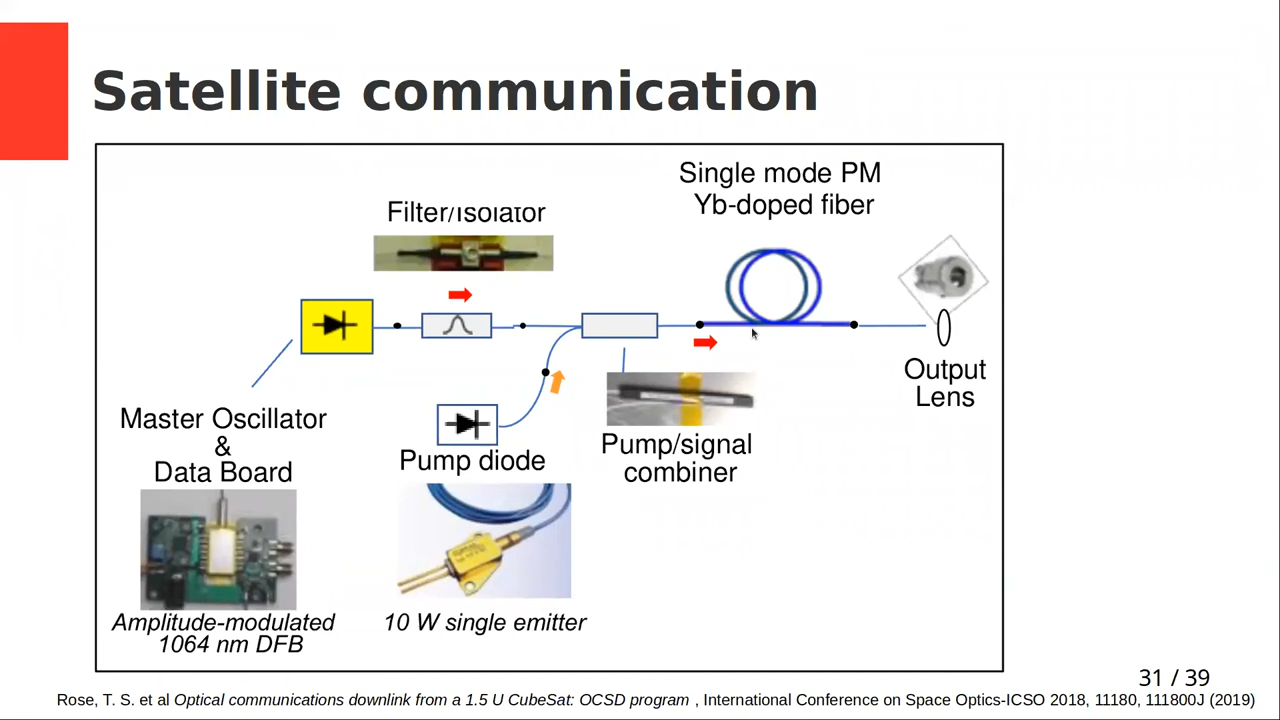 Satellite communication
Single mode PM
Yb-doped fiber
Filter/Isolator
Output
Lens
Master Oscillator
&
Data Board
Pump diode
Pump/signal
combiner
Amplitude-modulated
1064 nm DFB
10 W single emitter
31 / 39
Rose, T. S. et al Optical communications downlink from a 1.5 U CubeSat: OCSD program , International Conference on Space Optics-ICSO 2018, 11180, 111800J (2019)